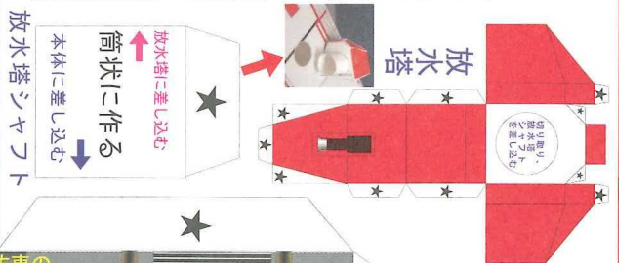 放水塔シャフト
本体に差し込む
筒状に作る
放水塔に差し込む
放水塔
切り取り、
放水塔
シャフト
を差し込む